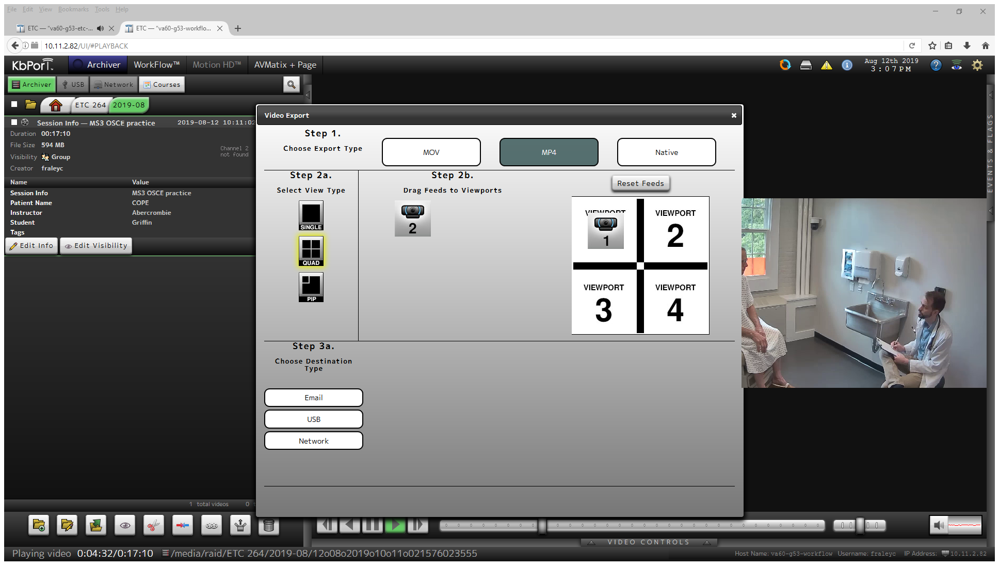 File Edit View Bookmarks Tools Help
ETC — "va60-g53-etc-... ETC — "va60-g53-workflo...
10.11.2.82/UI/#PLAYBACK
KbPorT™ Archiver WorkFlow™ Motion HD™ AVMatix + Page
Aug 12th 2019
3:07PM
Archiver USB Network Courses
ETC 264 2019-08
Session Info — MS3 OSCE practice 2019-08-12 10:11:02
Duration 00:17:10
File Size 594 MB
Visibility Group
Creator fraleyc
Channel 2
not found
Name Value
Session Info MS3 OSCE practice
Patient Name COPE
Instructor Abercrombie
Student Griffin
Tags
Edit Info Edit Visibility
Video Export
Step 1.
Choose Export Type
MOV MP4 Native
Step 2a.
Select View Type
SINGLE
QUAD
PIP
Step 2b.
Drag Feeds to Viewports
2
Reset Feeds
VIEWPORT
1
VIEWPORT
2
VIEWPORT
3
VIEWPORT
4
Step 3a.
Choose Destination
Type
Email
USB
Network
EVENTS & FLAGS
1 total videos 0
VIDEO CONTROLS
Playing video 0:04:32/0:17:10 /media/raid/ETC 264/2019-08/12o08o2019o10o11o021576023555
Host Name: va60-g53-workflow Username: fraleyc IP Address: 10.11.2.82